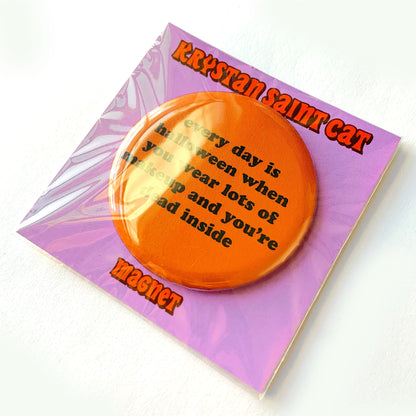 KRYSTAN SAINT CAT
every day is
halloween when
you wear lots of
makeup and you're
dead inside
MAGNET